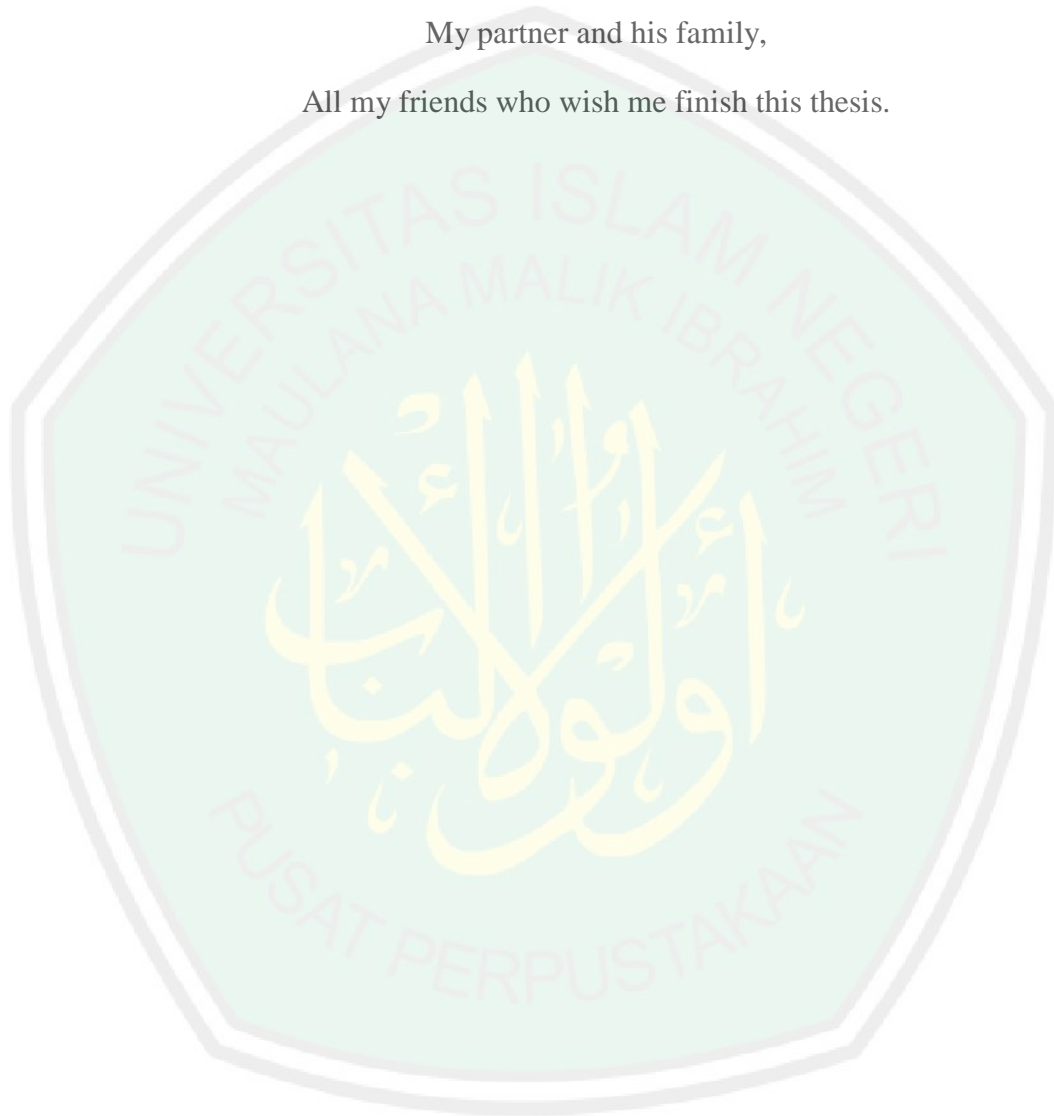 My partner and his family,
All my friends who wish me finish this thesis.
UNIVERSITAS ISLAM NEGERI
MAULANA MALIK IBRAHIM
أولوا الألباب
PUSAT PERPUSTAKAAN